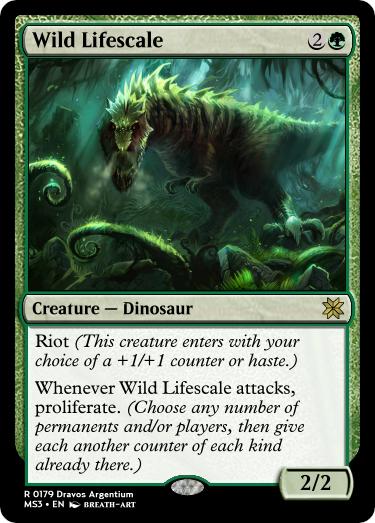 Wild Lifescale 2
Creature — Dinosaur
Riot (This creature enters with your
choice of a +1/+1 counter or haste.)
Whenever Wild Lifescale attacks,
proliferate. (Choose any number of
permanents and/or players, then give
each another counter of each kind
already there.)
2/2
R 0179 Dravos Argentium
MS3 • EN BREATH-ART